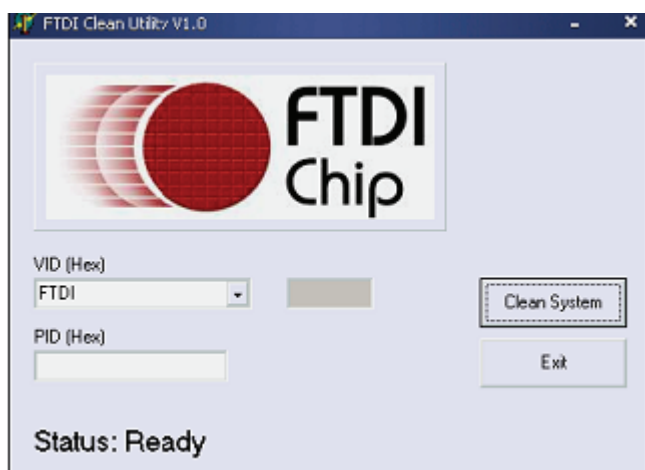 FTDI Clean Utility V1.0
FTDI
Chip
VID (Hex)
FTDI
Clean System
PID (Hex)
Exit
Status: Ready